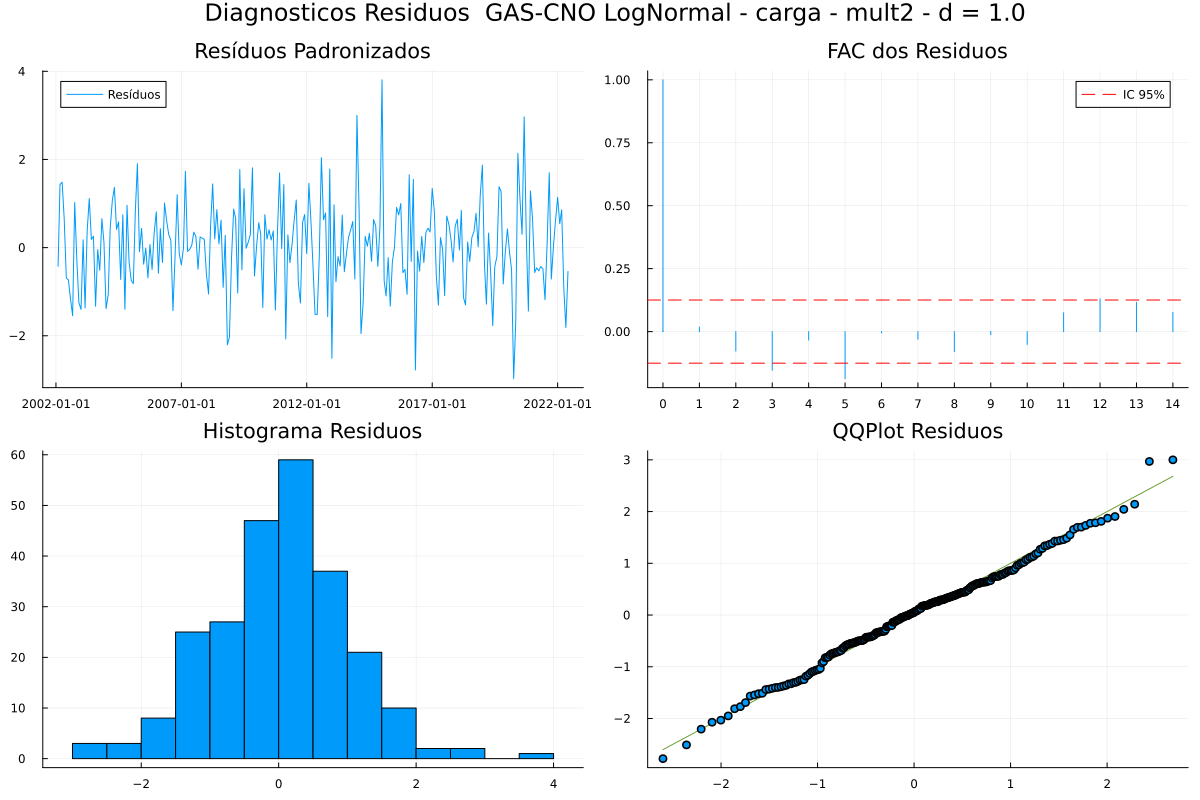 Diagnosticos Residuos  GAS-CNO LogNormal - carga - mult2 - d = 1.0
Resíduos Padronizados
4
2
0
−2
Resíduos
2002-01-01 2007-01-01 2012-01-01 2017-01-01 2022-01-01
FAC dos Residuos
1.00
0.75
0.50
0.25
0.00
IC 95%
0 1 2 3 4 5 6 7 8 9 10 11 12 13 14
Histograma Residuos
60
50
40
30
20
10
0
−2 0 2 4
QQPlot Residuos
3
2
1
0
−1
−2
−2 −1 0 1 2